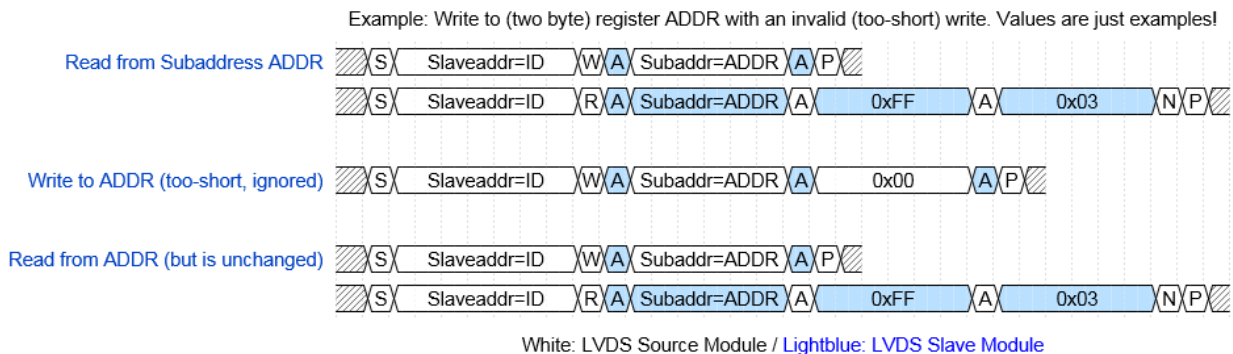 Example: Write to (two byte) register ADDR with an invalid (too-short) write. Values are just examples!
Read from Subaddress ADDR S Slaveaddr=ID W A Subaddr=ADDR A P
S Slaveaddr=ID R A Subaddr=ADDR A 0xFF A 0x03 N P
Write to ADDR (too-short, ignored) S Slaveaddr=ID W A Subaddr=ADDR A 0x00 A P
Read from ADDR (but is unchanged) S Slaveaddr=ID W A Subaddr=ADDR A P
S Slaveaddr=ID R A Subaddr=ADDR A 0xFF A 0x03 N P
White: LVDS Source Module / Lightblue: LVDS Slave Module